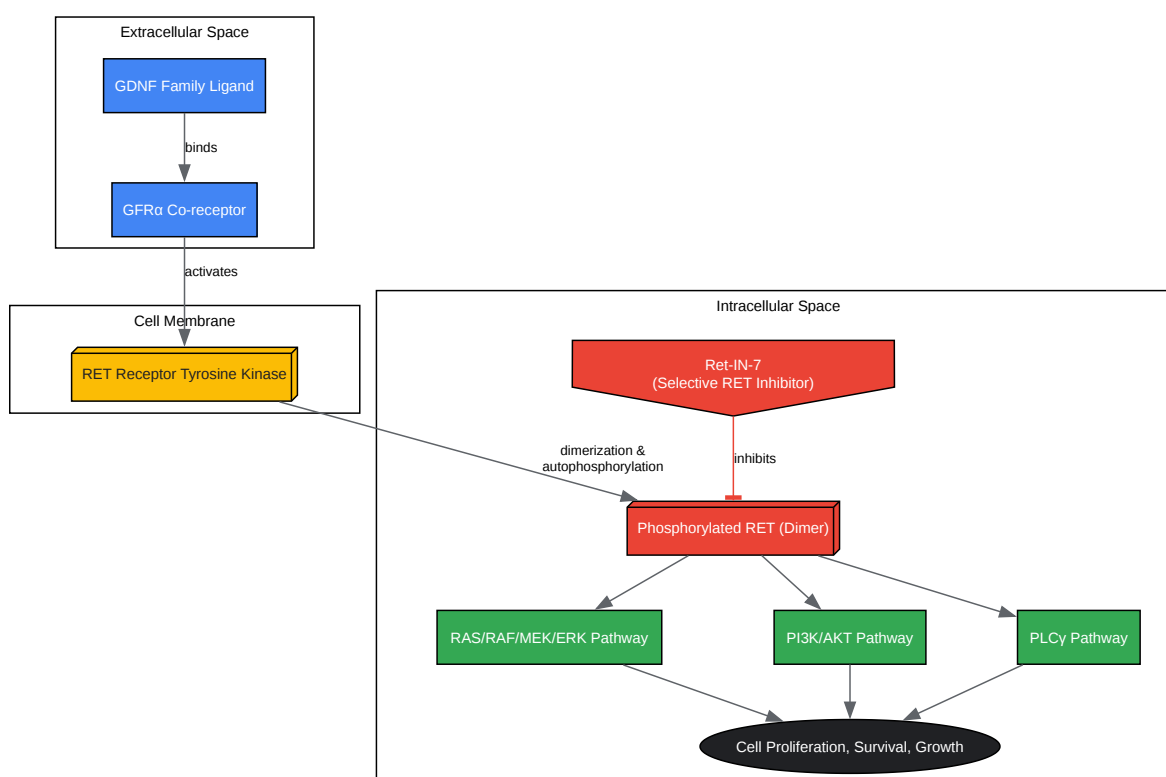 Extracellular Space
GDNF Family Ligand
binds
GFRα Co-receptor
activates
Cell Membrane
RET Receptor Tyrosine Kinase
Intracellular Space
Ret-IN-7
(Selective RET Inhibitor)
dimerization &
autophosphorylation
inhibits
Phosphorylated RET (Dimer)
RAS/RAF/MEK/ERK Pathway
PI3K/AKT Pathway
PLCγ Pathway
Cell Proliferation, Survival, Growth